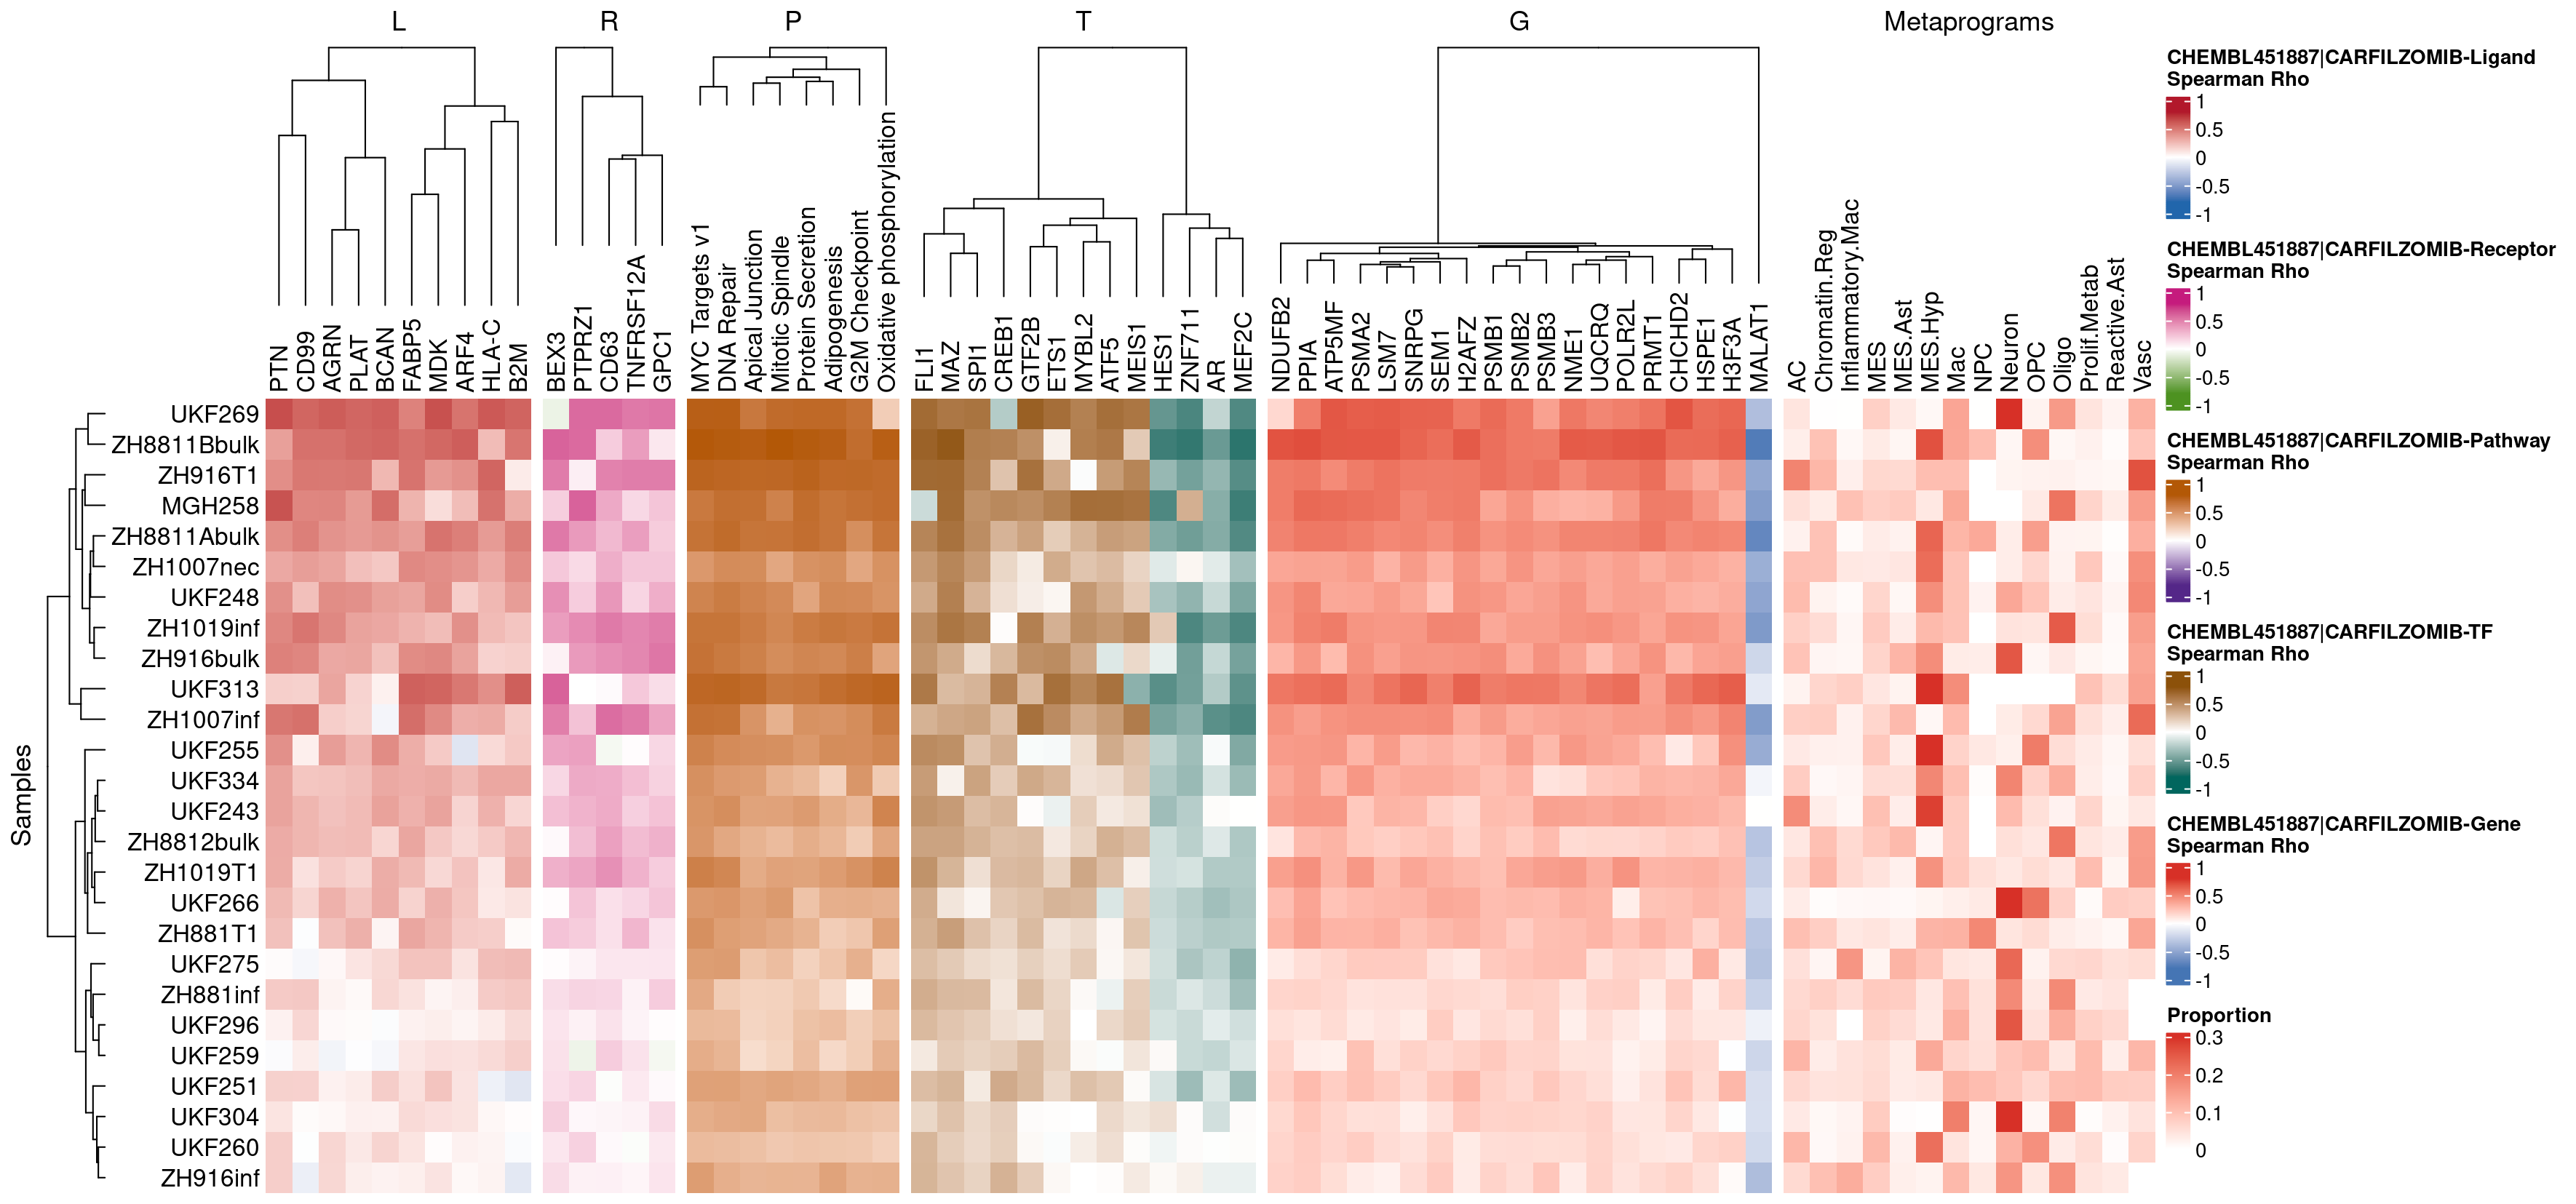 L
R
P
T
G
Metaprograms
PTN
CD99
AGRN
PLAT
BCAN
FABP5
MDK
ARF4
HLA-C
B2M
BEX3
PTPRZ1
CD63
TNFRSF12A
GPC1
MYC Targets v1
DNA Repair
Apical Junction
Mitotic Spindle
Protein Secretion
Adipogenesis
G2M Checkpoint
Oxidative phosphorylation
FLI1
MAZ
SPI1
CREB1
GTF2B
ETS1
MYBL2
ATF5
MEIS1
HES1
ZNF711
AR
MEF2C
NDUFB2
PPIA
ATP5MF
PSMA2
LSM7
SNRPG
SEM1
H2AFZ
PSMB1
PSMB2
PSMB3
NME1
UQCRQ
POLR2L
PRMT1
CHCHD2
HSPE1
H3F3A
MALAT1
AC
Chromatin.Reg
Inflammatory.Mac
MES
MES.Ast
MES.Hyp
Mac
NPC
Neuron
OPC
Oligo
Prolif.Metab
Reactive.Ast
Vasc
Samples
UKF269
ZH8811Bbulk
ZH916T1
MGH258
ZH8811Abulk
ZH1007nec
UKF248
ZH1019inf
ZH916bulk
UKF313
ZH1007inf
UKF255
UKF334
UKF243
ZH8812bulk
ZH1019T1
UKF266
ZH881T1
UKF275
ZH881inf
UKF296
UKF259
UKF251
UKF304
UKF260
ZH916inf
CHEMBL451887|CARFILZOMIB-Ligand
Spearman Rho
1
0.5
0
-0.5
-1
CHEMBL451887|CARFILZOMIB-Receptor
Spearman Rho
1
0.5
0
-0.5
-1
CHEMBL451887|CARFILZOMIB-Pathway
Spearman Rho
1
0.5
0
-0.5
-1
CHEMBL451887|CARFILZOMIB-TF
Spearman Rho
1
0.5
0
-0.5
-1
CHEMBL451887|CARFILZOMIB-Gene
Spearman Rho
1
0.5
0
-0.5
-1
Proportion
0.3
0.2
0.1
0